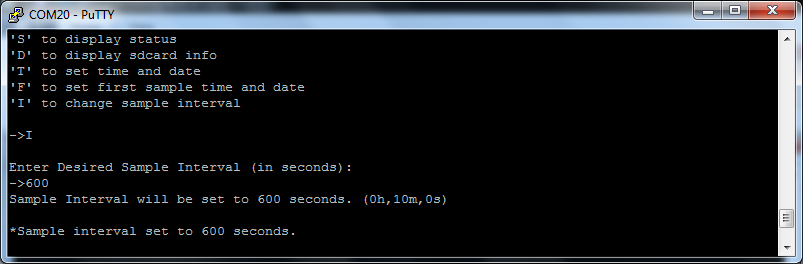 COM20 - PuTTY
'S' to display status
'D' to display sdcard info
'T' to set time and date
'F' to set first sample time and date
'I' to change sample interval
->I
Enter Desired Sample Interval (in seconds):
->600
Sample Interval will be set to 600 seconds. (0h,10m,0s)
*Sample interval set to 600 seconds.